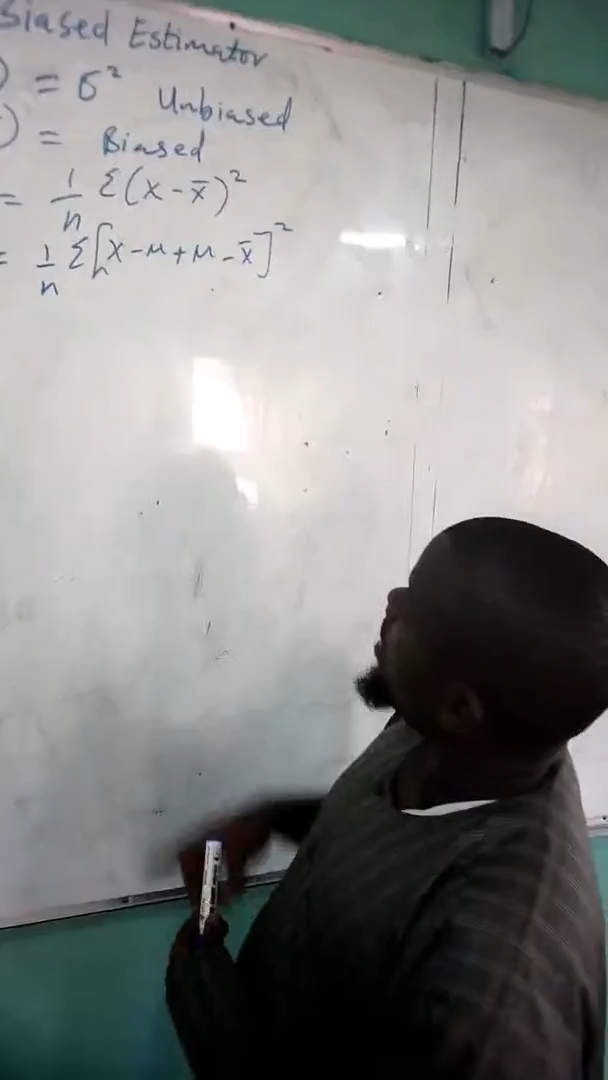 Biased Estimator
) = σ² Unbiased
) = Biased
= 1/n Σ(x - x̄)²
= 1/n Σ[x - μ + μ - x̄]²